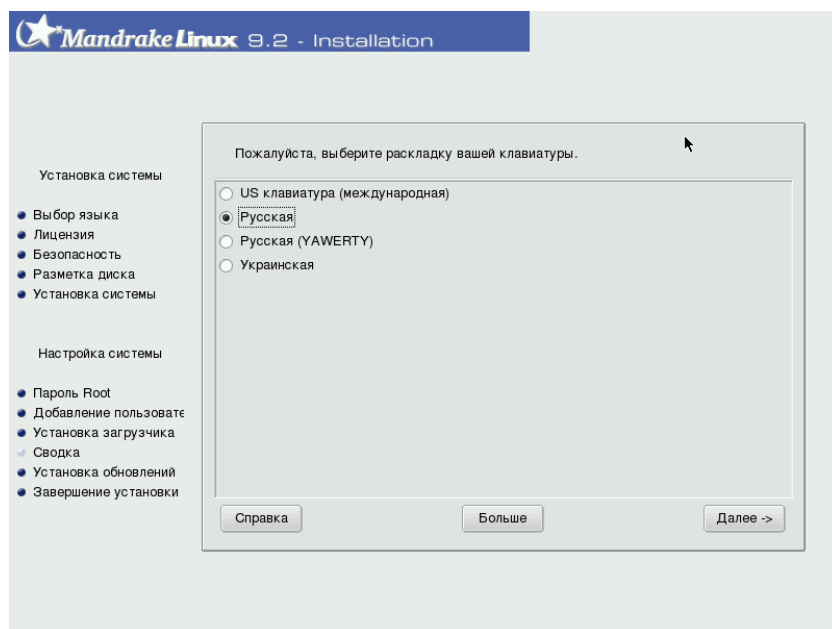 Mandrake Linux 9.2 - Installation
Установка системы
Выбор языка
Лицензия
Безопасность
Разметка диска
Установка системы
Настройка системы
Пароль Root
Добавление пользовате
Установка загрузчика
Сводка
Установка обновлений
Завершение установки
Пожалуйста, выберите раскладку вашей клавиатуры.
US клавиатура (международная)
Русская
Русская (YAWERTY)
Украинская
Справка
Больше
Далее ->